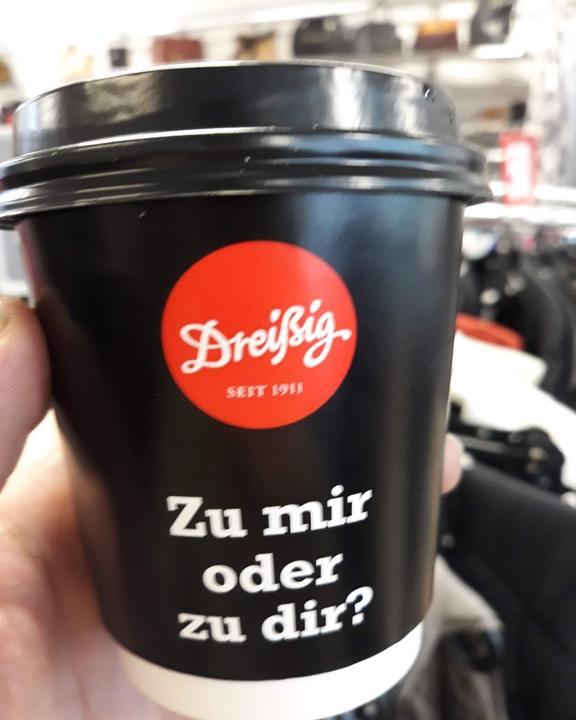 Dreißig
SEIT 1911
Zu mir
oder
zu dir?